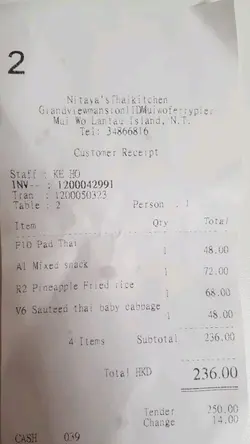 2
Nitaya'sThaikitchen
GlandviewmansionIIDMuiwoferrypier
Mui Wo Lantau Island, N.T.
Tel: 34866816
Customer Receipt
Staff : KE HO
INV-- : 1200042991
Tran : 1200050323
Table : 2 Person : 1
Item Qty Total
P10 Pad Thai 1 48.00
A1 Mixed snack 1 72.00
R2 Pineapple Fried rice 1 68.00
V6 Sauteed thai baby cabbage 1 48.00
4 Items Subtotal 236.00
Total HKD 236.00
Tender 250.00
Change 14.00
CASH 039